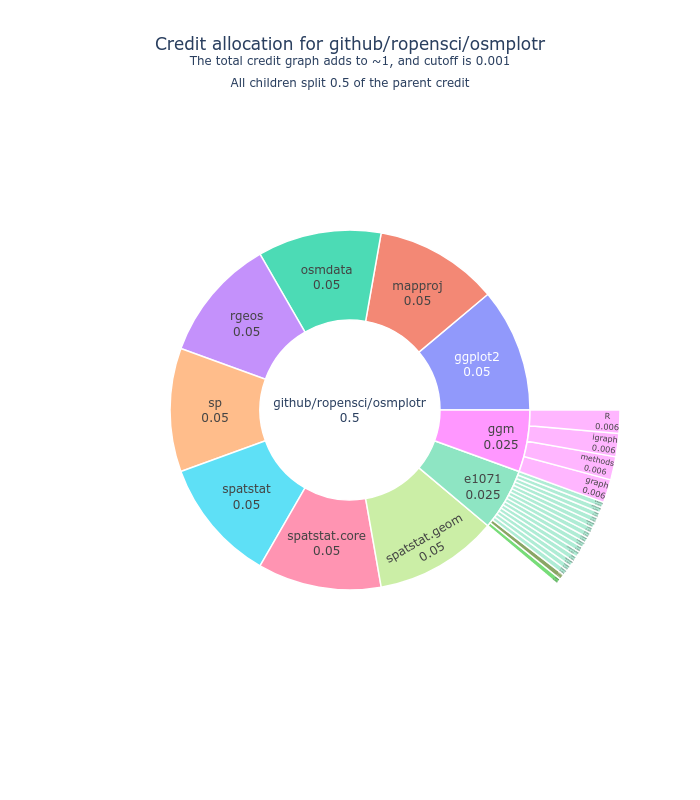 Credit allocation for github/ropensci/osmplotr
The total credit graph adds to ~1, and cutoff is 0.001
All children split 0.5 of the parent credit
osmdata
0.05
mapproj
0.05
rgeos
0.05
ggplot2
0.05
sp
0.05
github/ropensci/osmplotr
0.5
ggm
0.025
R
0.006
igraph
0.006
methods
0.006
graph
0.006
e1071
0.025
spatstat
0.05
spatstat.core
0.05
spatstat.geom
0.05